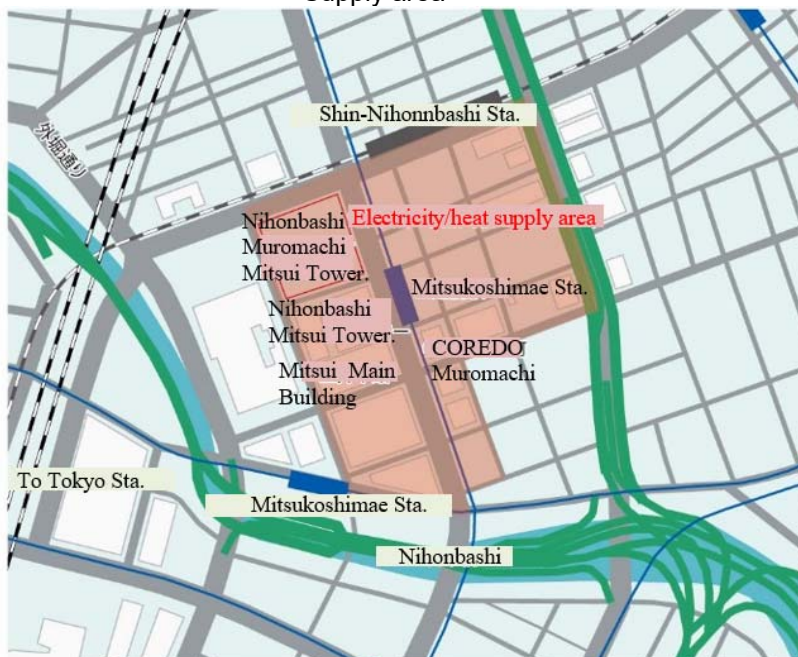 Supply area
Shin-Nihonnbashi Sta.
外堀通り
Nihonbashi
Muromachi
Mitsui Tower.
Electricity/heat supply area
Mitsukoshimae Sta.
Nihonbashi
Mitsui Tower.
COREDO
Muromachi
Mitsui Main
Building
To Tokyo Sta.
Mitsukoshimae Sta.
Nihonbashi